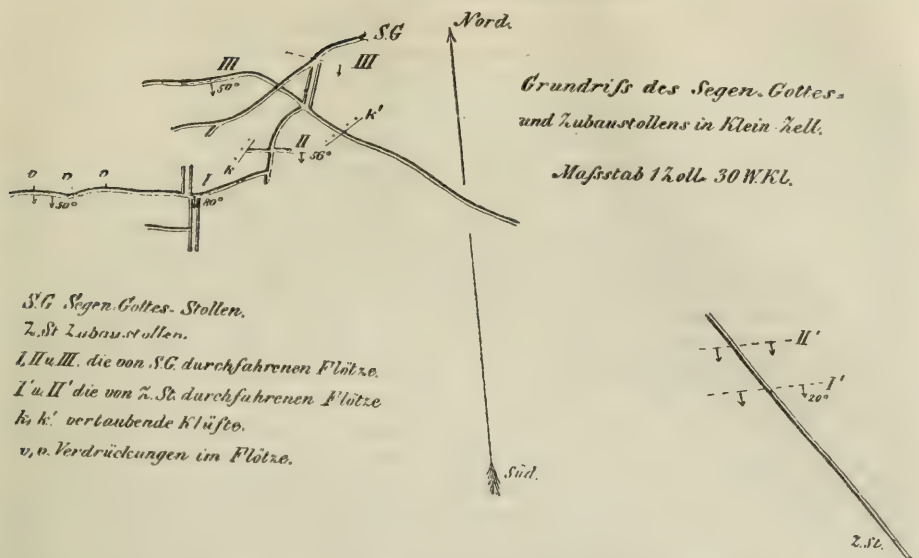 S.G
Nord.
III
III
50°
k'
II
56°
k
I
v
v
v
50°
80°
Grundriſs des Segen-Gottes-
und Zubaustollens in Klein-Zell.
Maſsstab 1 Zoll 30 W.Kl.
S.G Segen-Gottes-Stollen.
Z.St Zubaustollen.
I, II u. III. die von S.G. durchfahrenen Flötze.
I' u. II' die von Z.St. durchfahrenen Flötze
k, k'. vertaubende Klüfte.
v, v. Verdrückungen im Flötze.
II'
I'
20°
Süd.
Z.St.